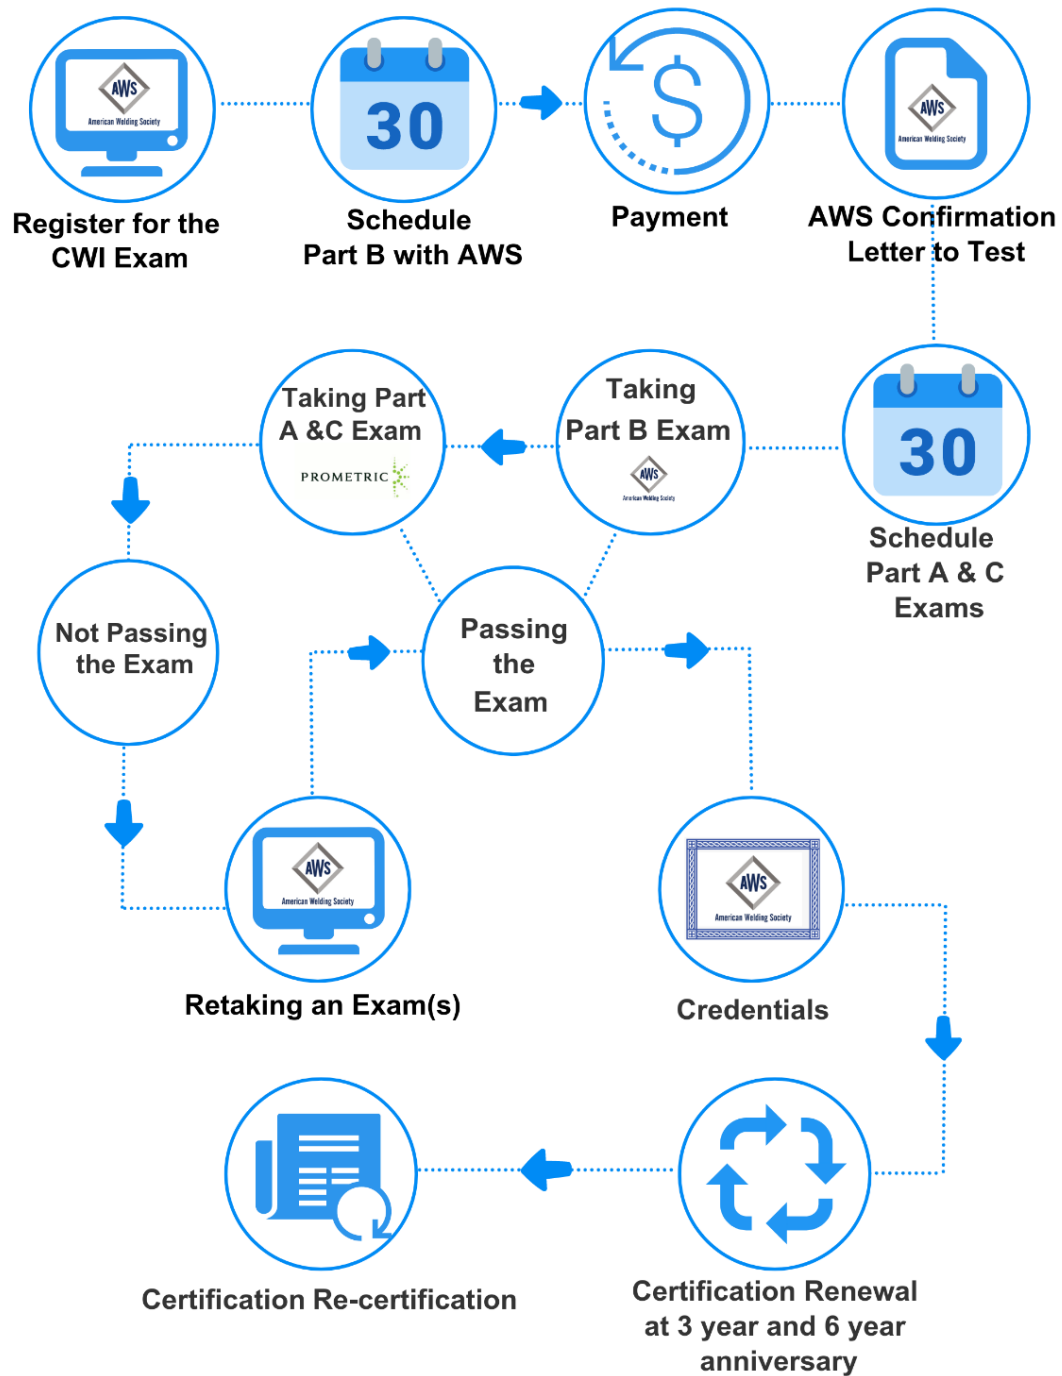 AWS
American Welding Society
30
AWS
American Welding Society
Register for the
CWI Exam
Schedule
Part B with AWS
Payment
AWS Confirmation
Letter to Test
Taking Part
A &C Exam
PROMETRIC
Taking
Part B Exam
AWS
American Welding Society
30
Schedule
Part A & C
Exams
Not Passing
the Exam
Passing
the
Exam
AWS
American Welding Society
Retaking an Exam(s)
AWS
American Welding Society
Credentials
Certification Re-certification
Certification Renewal
at 3 year and 6 year
anniversary